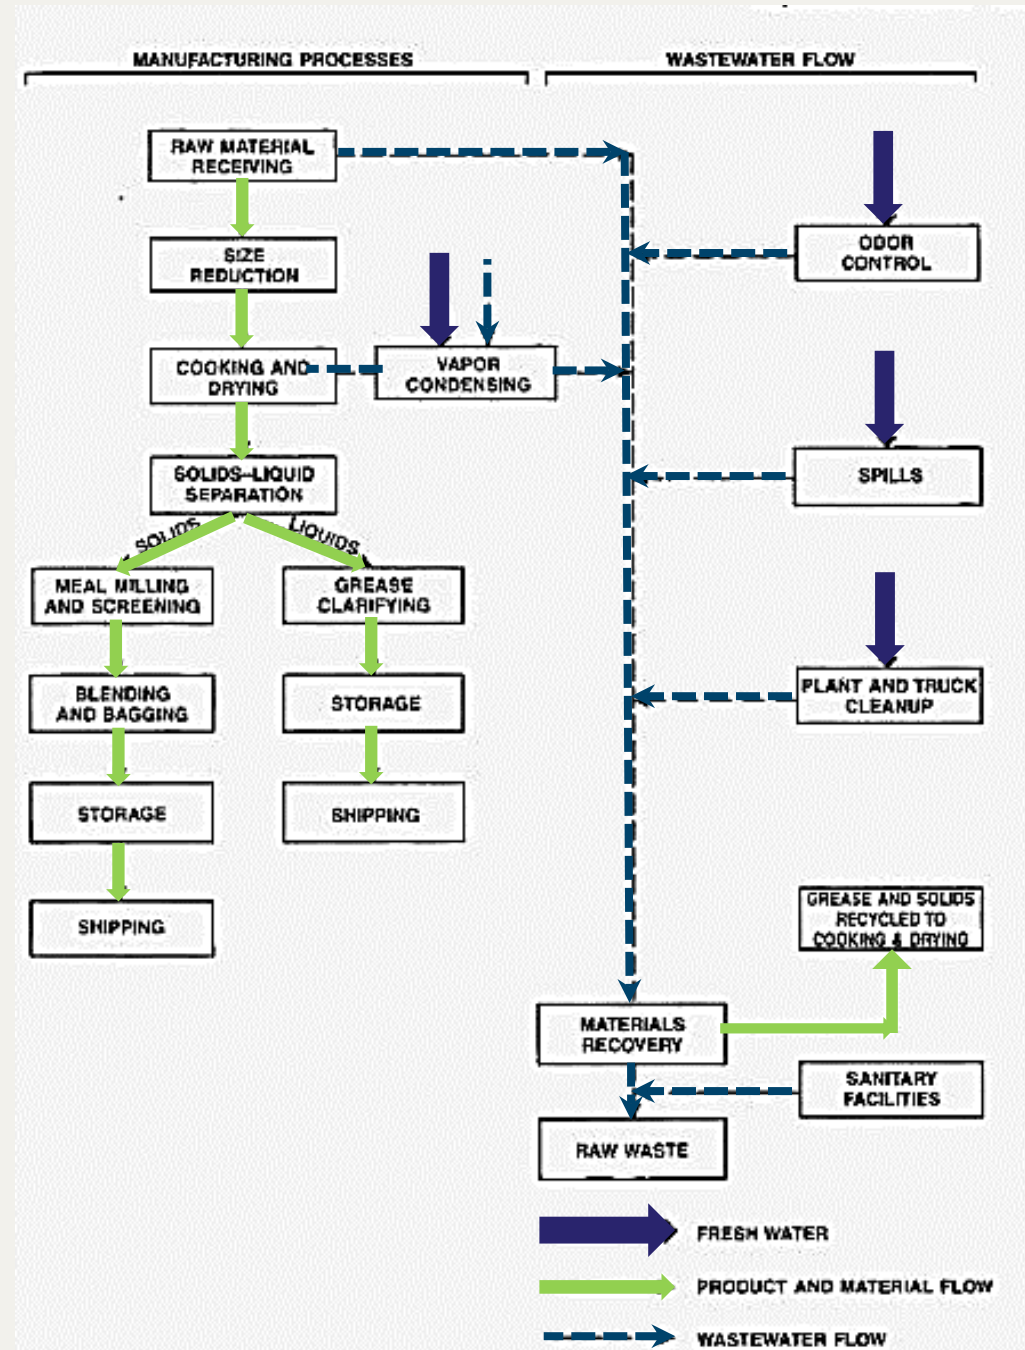 MANUFACTURING PROCESSES
WASTEWATER FLOW
RAW MATERIAL
RECEIVING
ODOR
CONTROL
SIZE
REDUCTION
COOKING AND
DRYING
VAPOR
CONDENSING
SOLIDS-LIQUID
SEPARATION
SPILLS
SOLIDS
LIQUIDS
MEAL MILLING
AND SCREENING
GREASE
CLARIFYING
BLENDING
AND BAGGING
STORAGE
PLANT AND TRUCK
CLEANUP
STORAGE
SHIPPING
SHIPPING
GREASE AND SOLIDS
RECYCLED TO
COOKING & DRYING
MATERIALS
RECOVERY
SANITARY
FACILITIES
RAW WASTE
FRESH WATER
PRODUCT AND MATERIAL FLOW
WASTEWATER FLOW